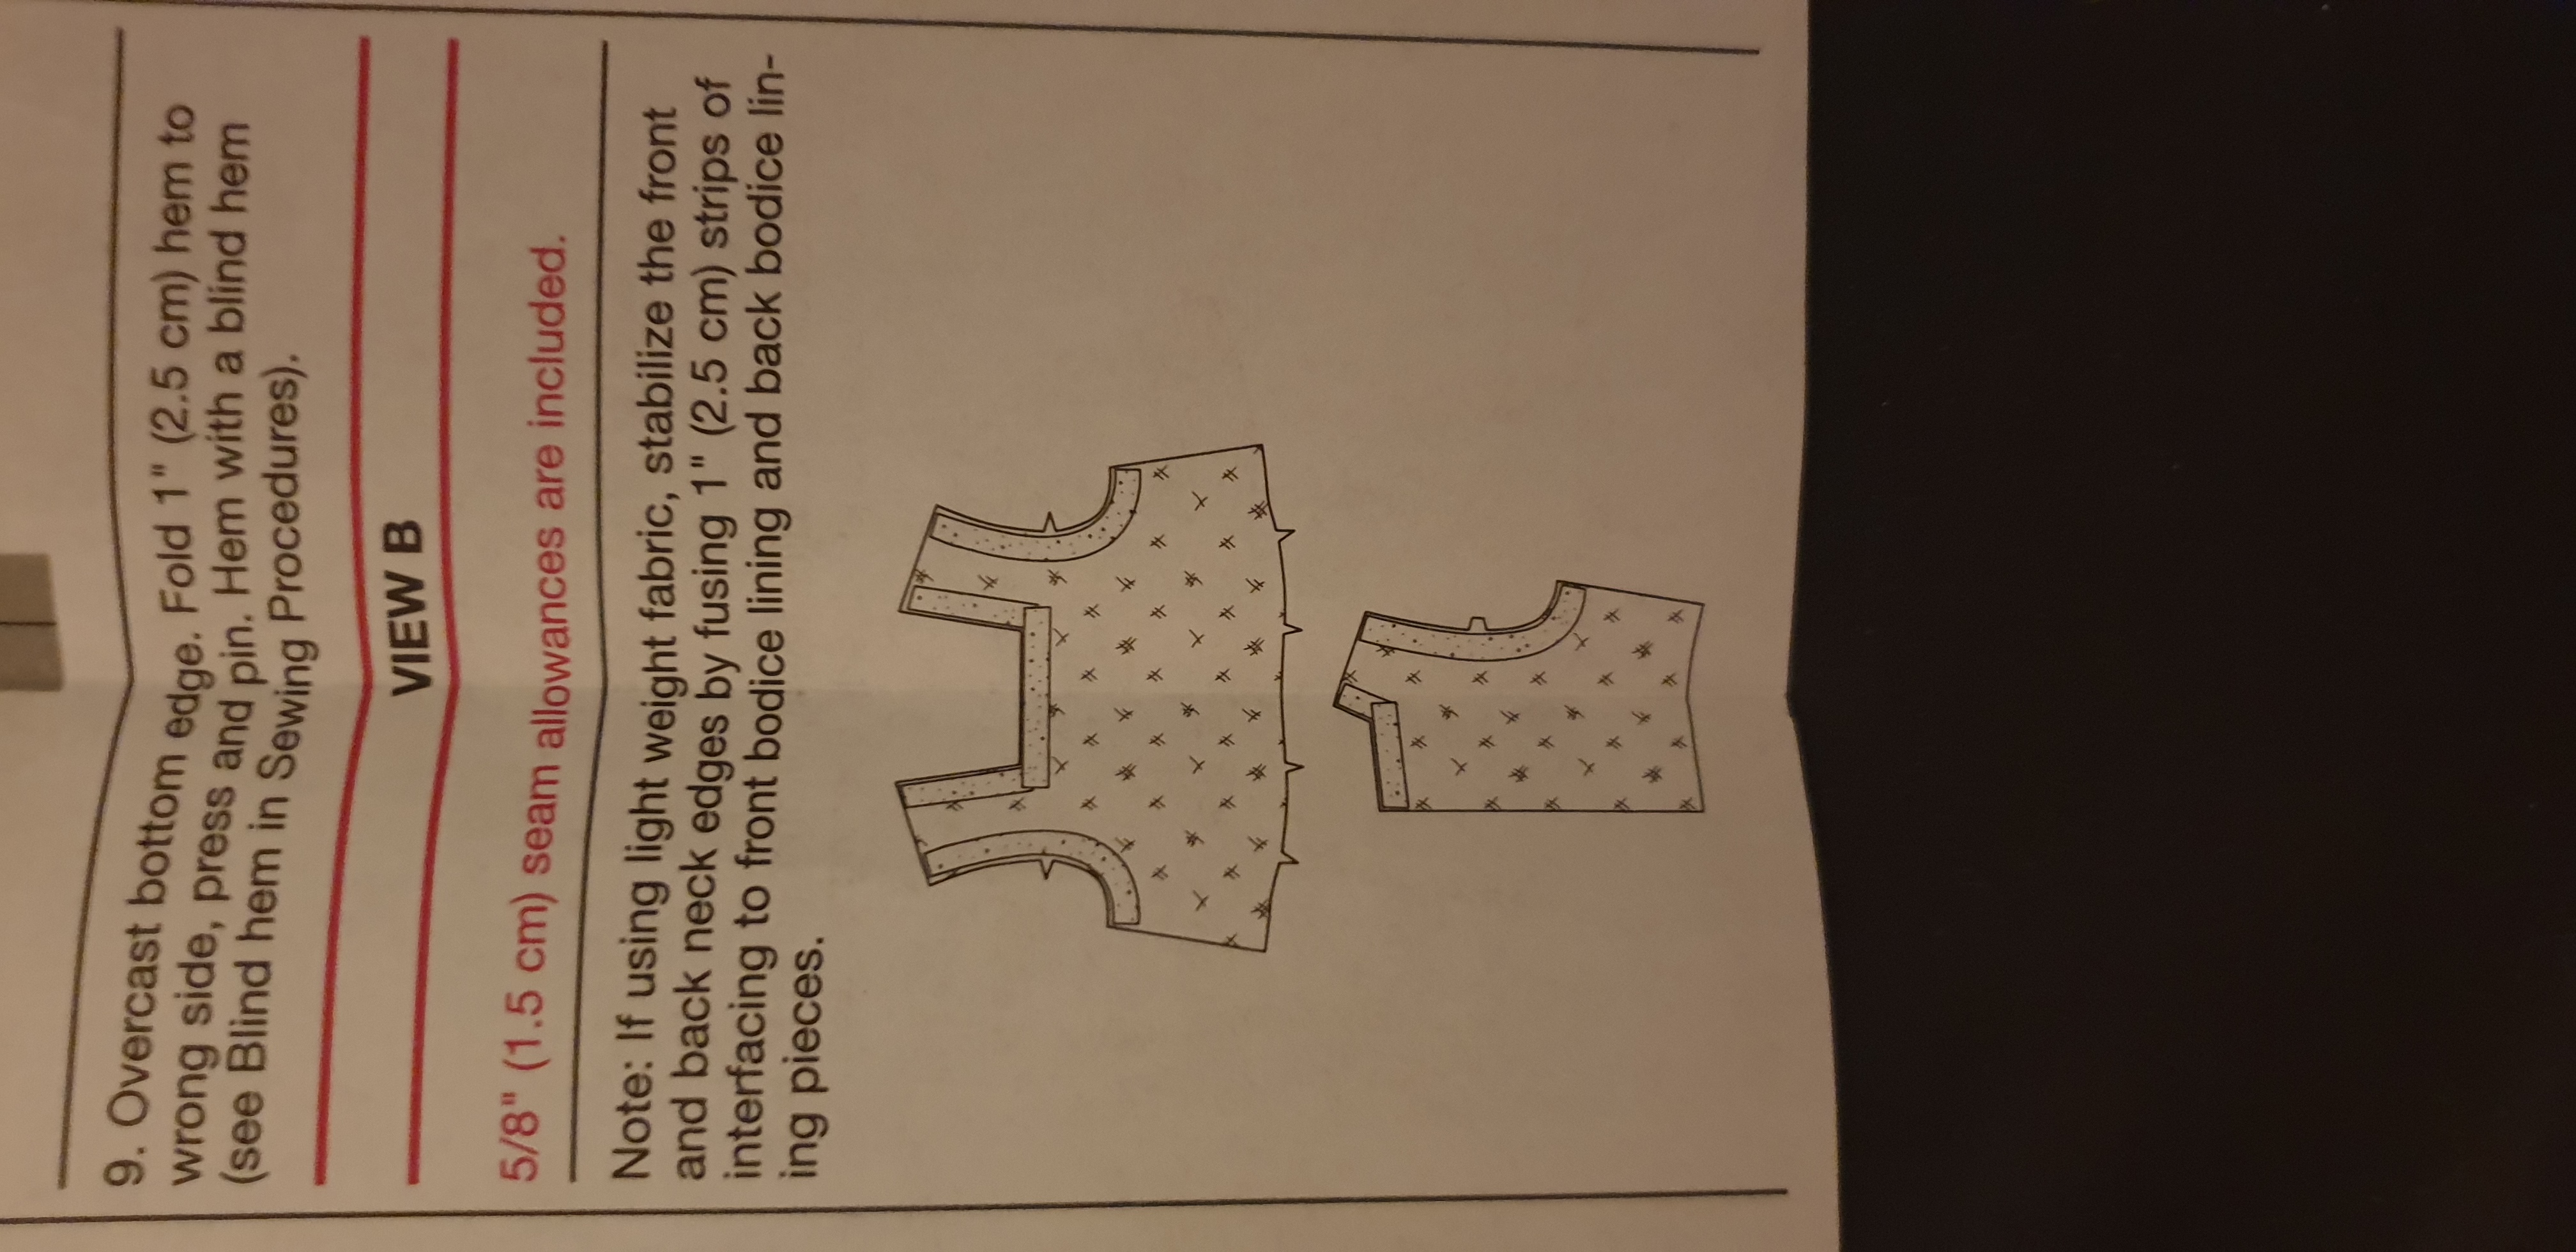 9. Overcast bottom edge. Fold 1" (2.5 cm) hem to
wrong side, press and pin. Hem with a blind hem
(see Blind hem in Sewing Procedures).
VIEW B
5/8" (1.5 cm) seam allowances are included.
Note: If using light weight fabric, stabilize the front
and back neck edges by fusing 1" (2.5 cm) strips of
interfacing to front bodice lining and back bodice lin-
ing pieces.